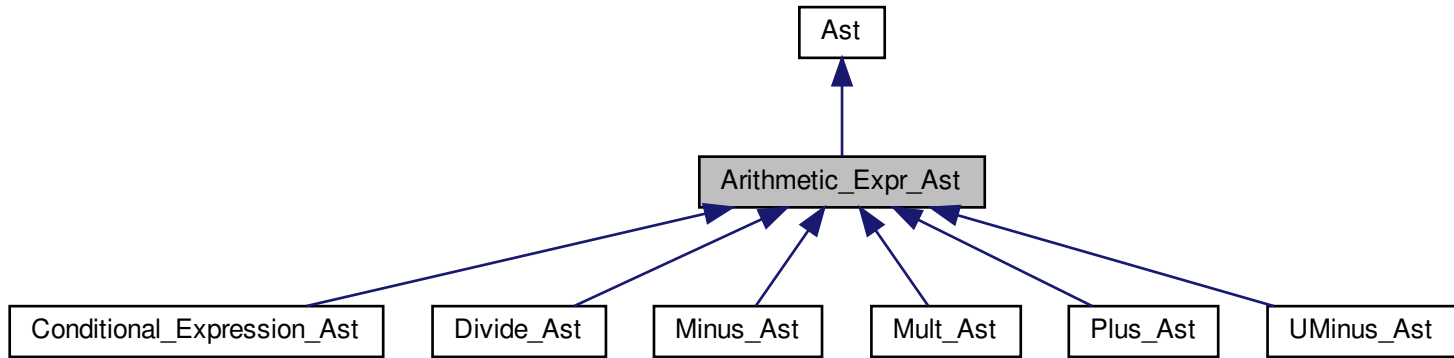 Ast
Arithmetic_Expr_Ast
Conditional_Expression_Ast
Divide_Ast
Minus_Ast
Mult_Ast
Plus_Ast
UMinus_Ast